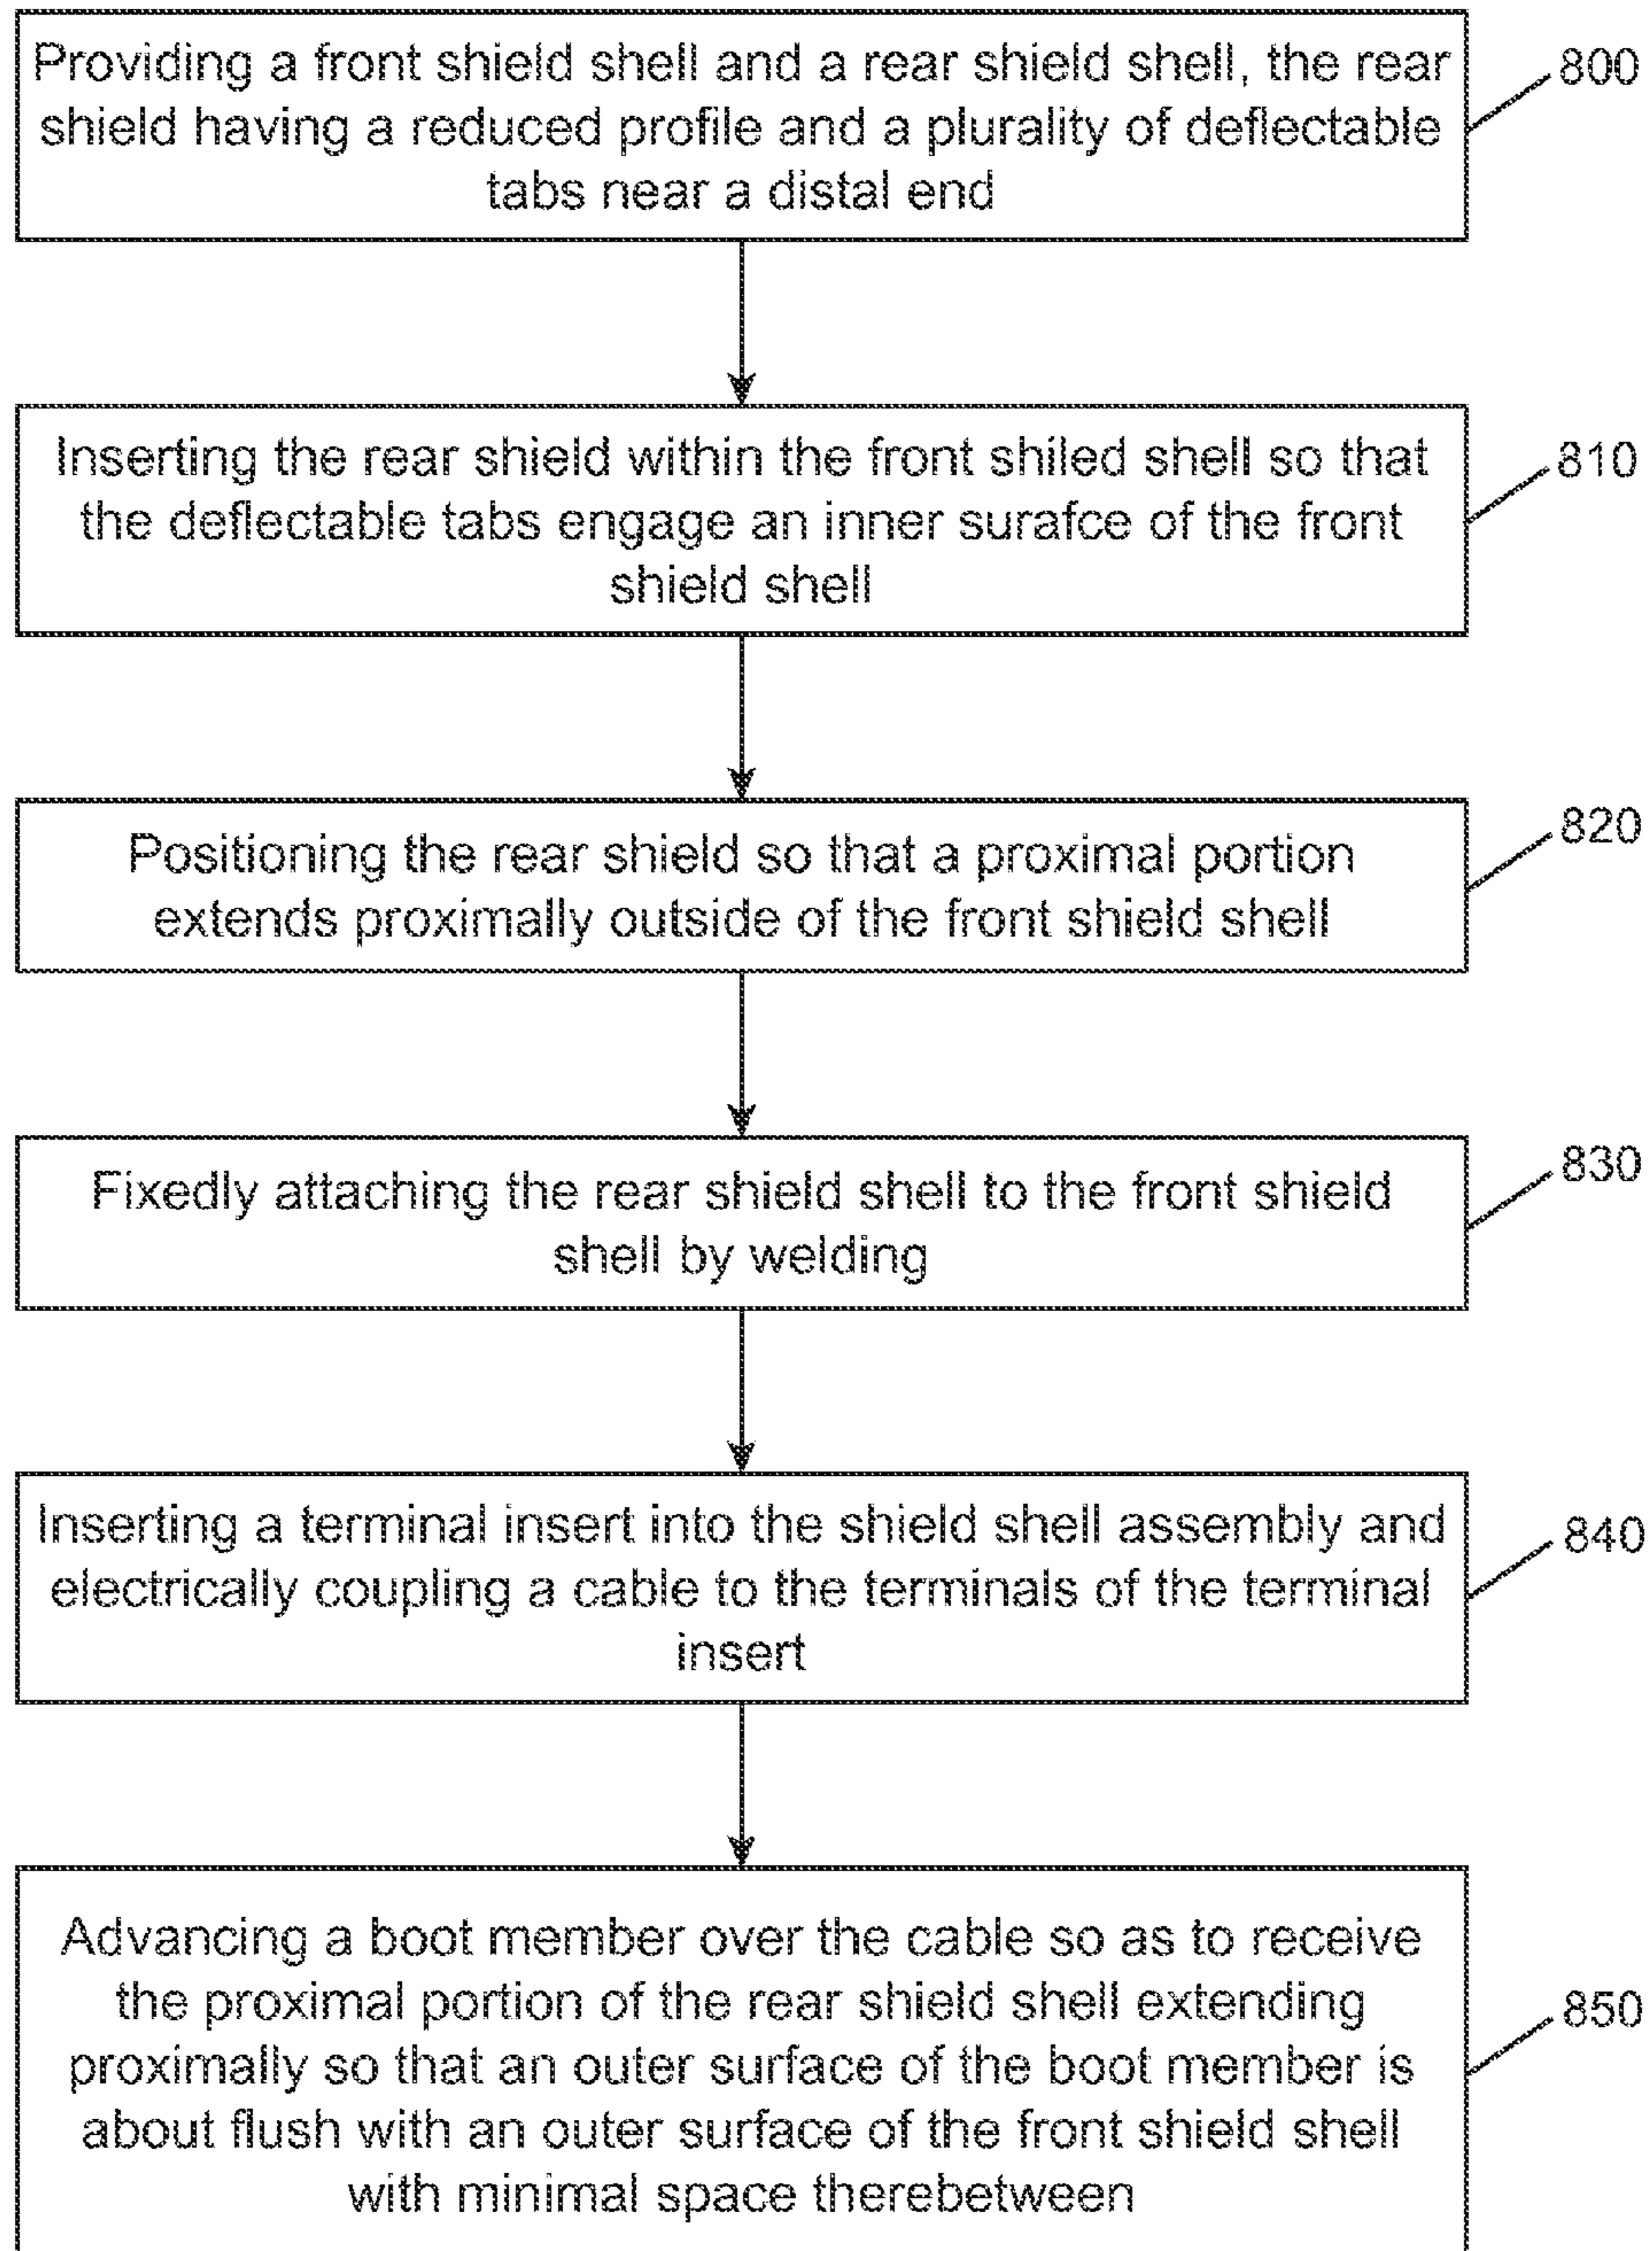 Providing a front shield shell and a rear shield shell, the rear
shield having a reduced profile and a plurality of deflectable
tabs near a distal end
800
Inserting the rear shield within the front shiled shell so that
the deflectable tabs engage an inner surafce of the front
shield shell
810
Positioning the rear shield so that a proximal portion
extends proximally outside of the front shield shell
820
Fixedly attaching the rear shield shell to the front shield
shell by welding
830
Inserting a terminal insert into the shield shell assembly and
electrically coupling a cable to the terminals of the terminal
insert
840
Advancing a boot member over the cable so as to receive
the proximal portion of the rear shield shell extending
proximally so that an outer surface of the boot member is
about flush with an outer surface of the front shield shell
with minimal space therebetween
850